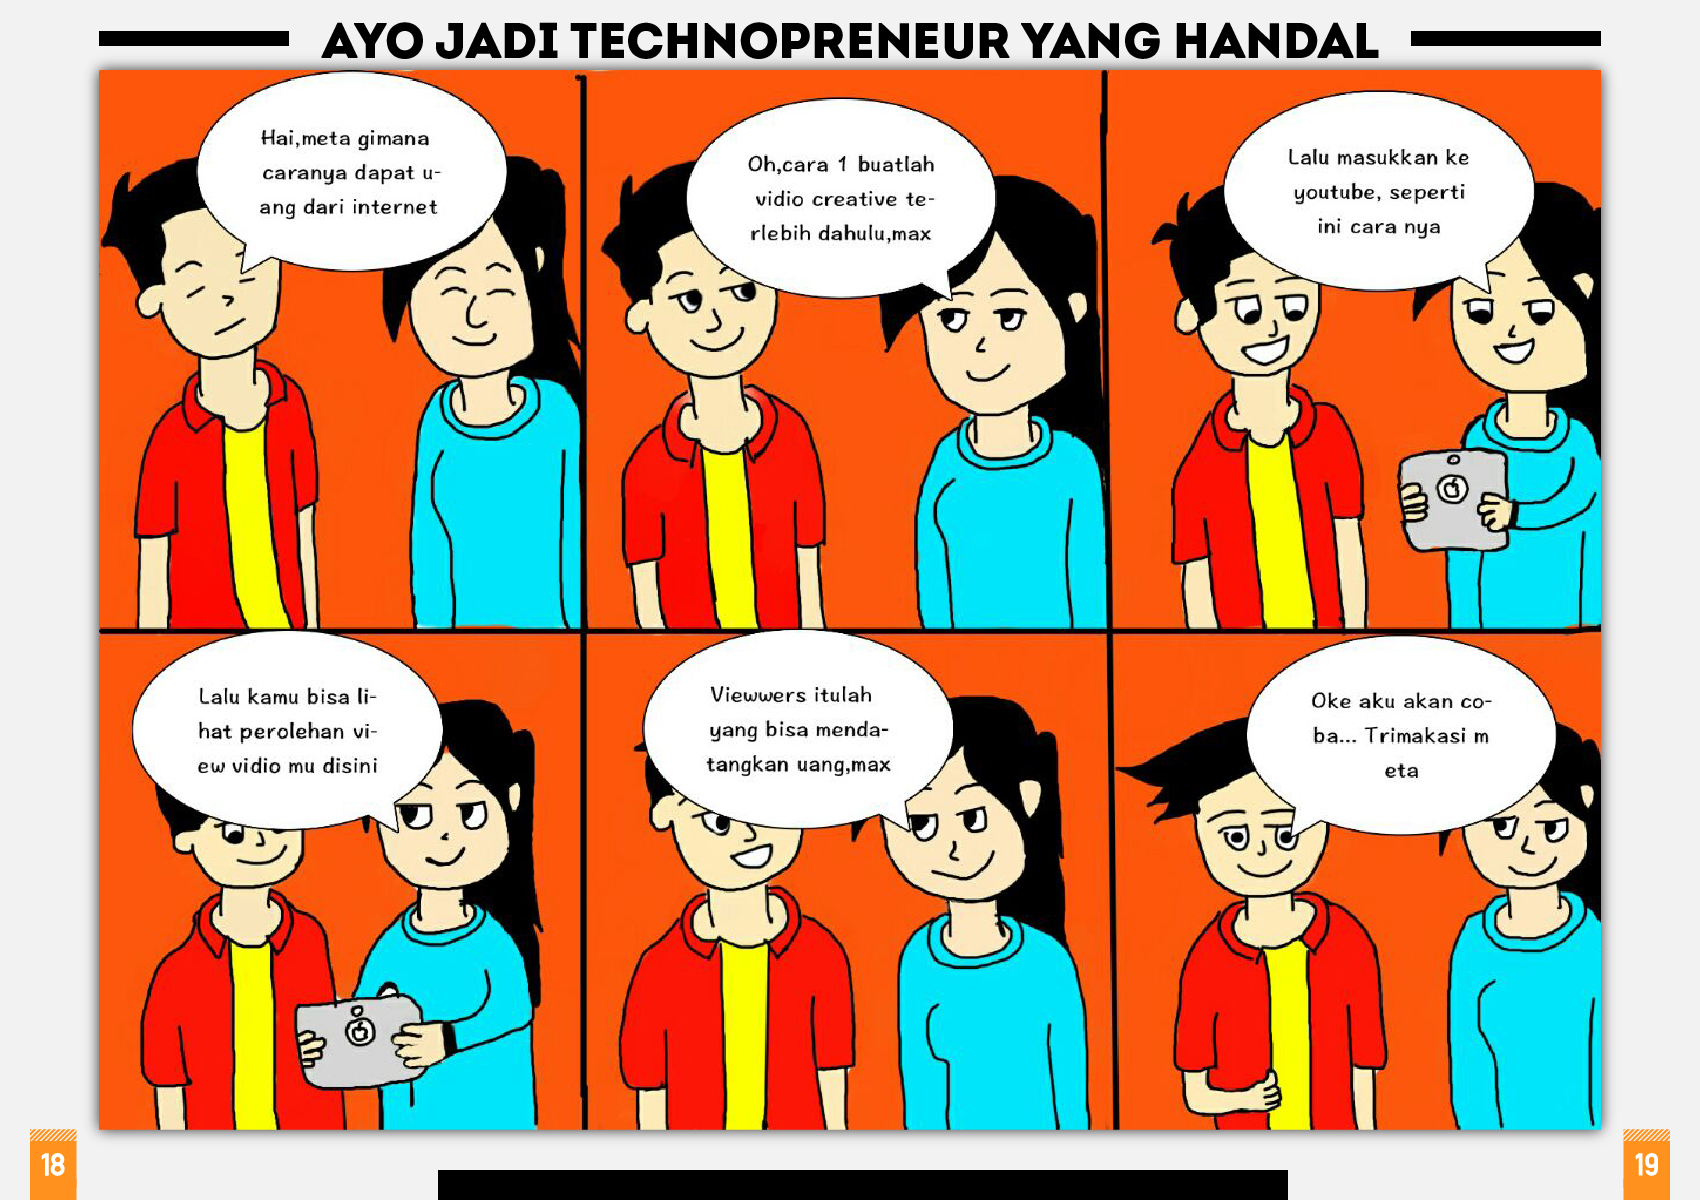 AYO JADI TECHNOPRENEUR YANG HANDAL
Hai,meta gimana
caranya dapat u-
ang dari internet
Oh,cara 1 buatlah
vidio creative te-
rlebih dahulu,max
Lalu masukkan ke
youtube, seperti
ini cara nya
Lalu kamu bisa li-
hat perolehan vi-
ew vidio mu disini
Viewwers itulah
yang bisa menda-
tangkan uang,max
Oke aku akan co-
ba... Trimakasi m
eta
18
19